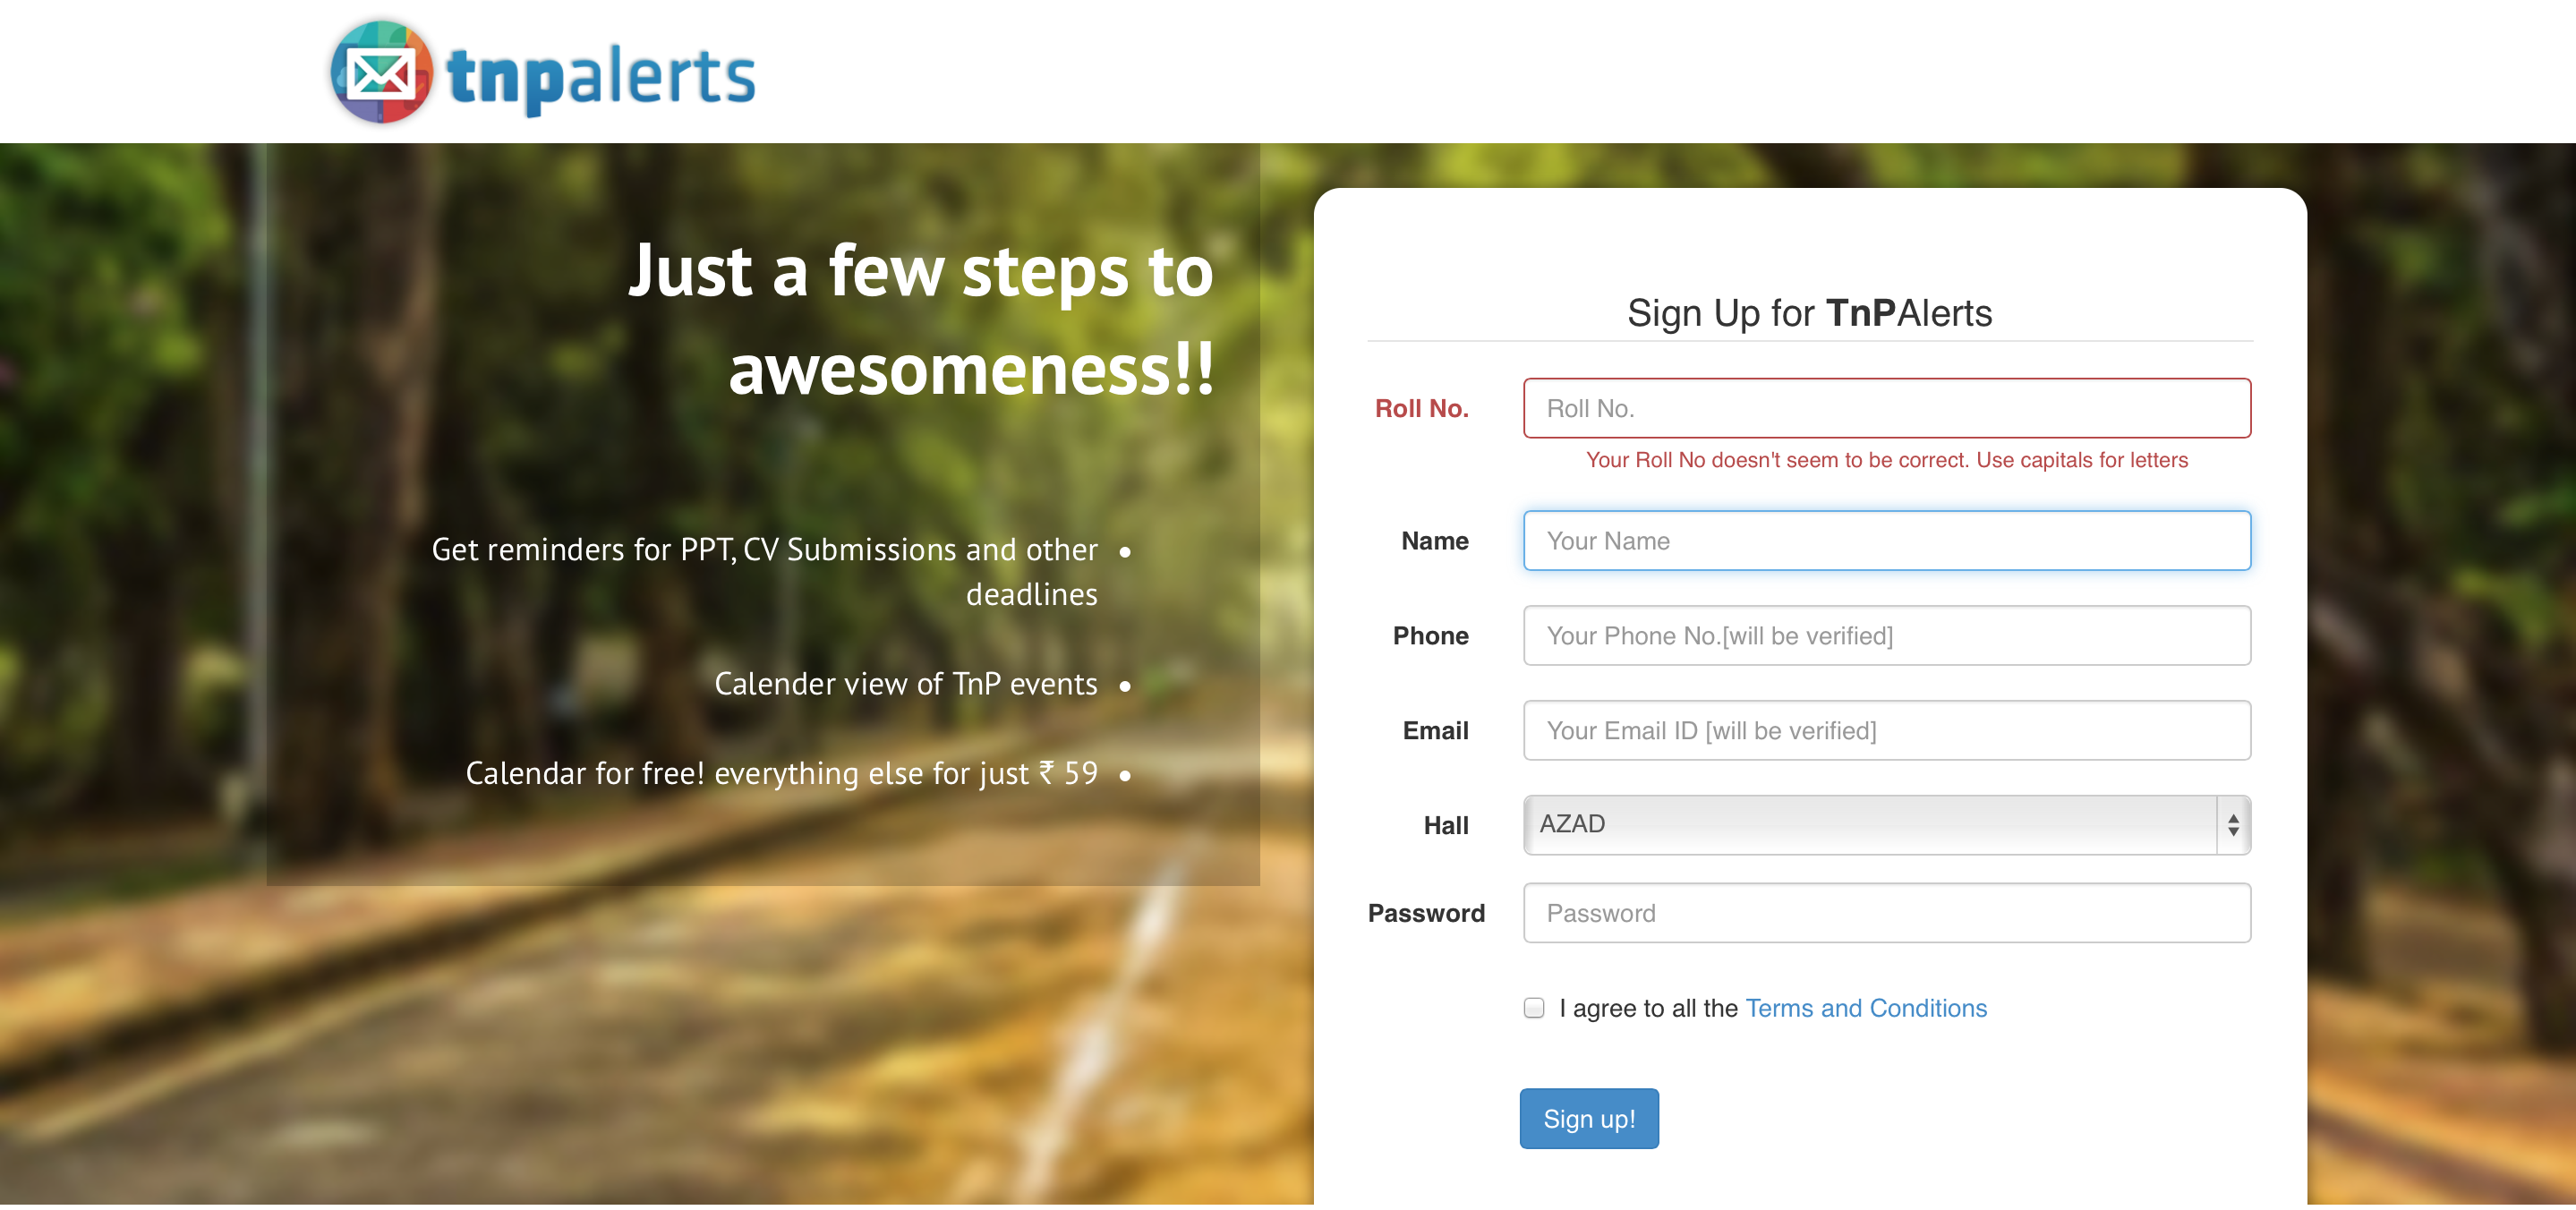 tnpalerts
Just a few steps to
awesomeness!!
Get reminders for PPT, CV Submissions and other
deadlines
Calender view of TnP events
Calendar for free! everything else for just ₹ 59
Sign Up for TnPAlerts
Roll No.
Roll No.
Your Roll No doesn't seem to be correct. Use capitals for letters
Name
Your Name
Phone
Your Phone No.[will be verified]
Email
Your Email ID [will be verified]
Hall
AZAD
Password
Password
I agree to all the Terms and Conditions
Sign up!